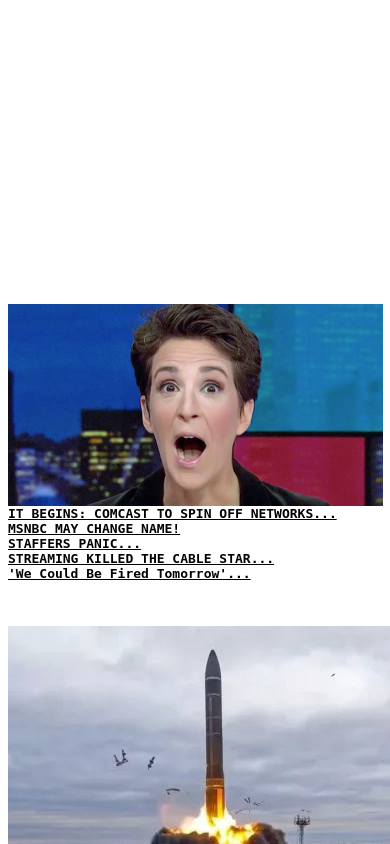 IT BEGINS: COMCAST TO SPIN OFF NETWORKS...
MSNBC MAY CHANGE NAME!
STAFFERS PANIC...
STREAMING KILLED THE CABLE STAR...
'We Could Be Fired Tomorrow'...